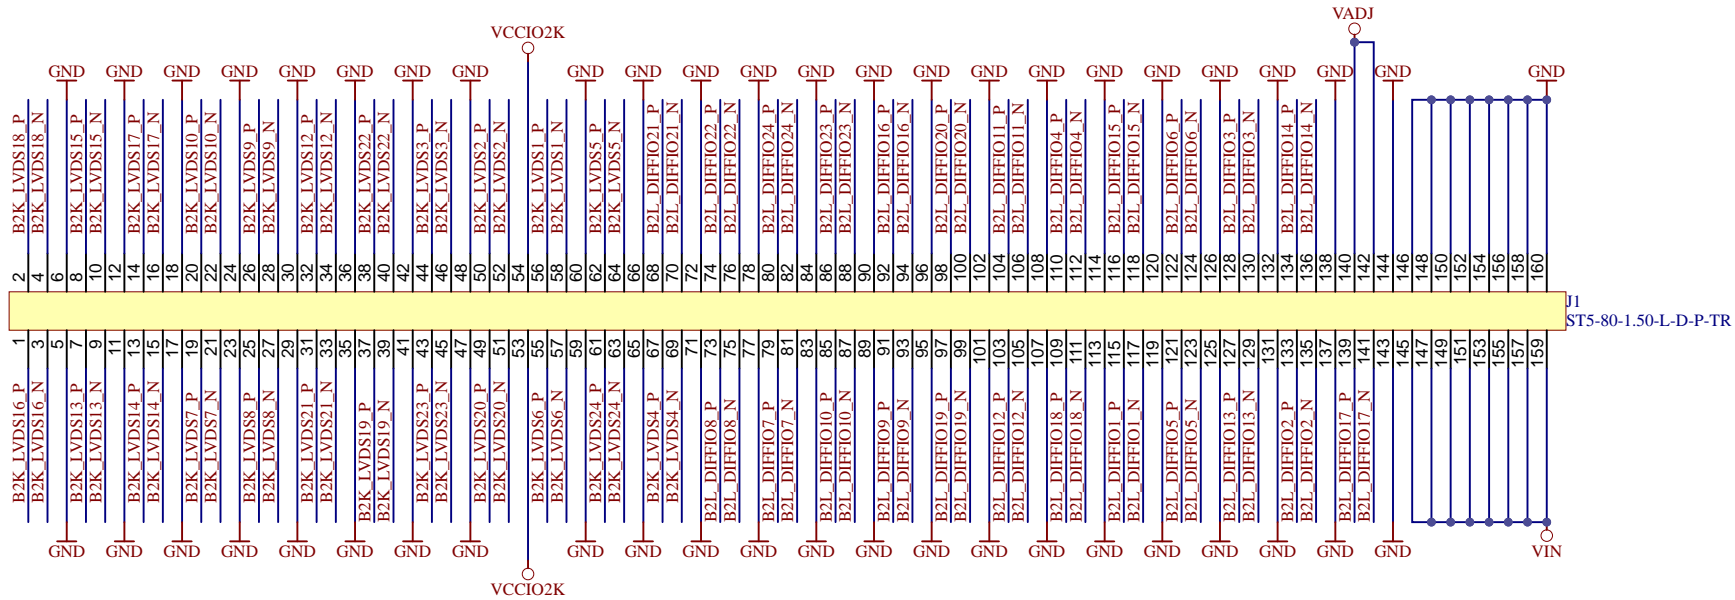 VADJ
VCCIO2K
GND GND GND GND GND GND GND GND GND GND GND GND GND GND GND GND GND GND GND GND GND GND GND GND
B2K_LVDS18_P
B2K_LVDS18_N
B2K_LVDS15_P
B2K_LVDS15_N
B2K_LVDS17_P
B2K_LVDS17_N
B2K_LVDS10_P
B2K_LVDS10_N
B2K_LVDS9_P
B2K_LVDS9_N
B2K_LVDS12_P
B2K_LVDS12_N
B2K_LVDS22_P
B2K_LVDS22_N
B2K_LVDS3_P
B2K_LVDS3_N
B2K_LVDS2_P
B2K_LVDS2_N
B2K_LVDS1_P
B2K_LVDS1_N
B2K_LVDS5_P
B2K_LVDS5_N
B2L_DIFFIO21_P
B2L_DIFFIO21_N
B2L_DIFFIO22_P
B2L_DIFFIO22_N
B2L_DIFFIO24_P
B2L_DIFFIO24_N
B2L_DIFFIO23_P
B2L_DIFFIO23_N
B2L_DIFFIO16_P
B2L_DIFFIO16_N
B2L_DIFFIO20_P
B2L_DIFFIO20_N
B2L_DIFFIO11_P
B2L_DIFFIO11_N
B2L_DIFFIO4_P
B2L_DIFFIO4_N
B2L_DIFFIO15_P
B2L_DIFFIO15_N
B2L_DIFFIO6_P
B2L_DIFFIO6_N
B2L_DIFFIO3_P
B2L_DIFFIO3_N
B2L_DIFFIO14_P
B2L_DIFFIO14_N
2 4 6 8 10 12 14 16 18 20 22 24 26 28 30 32 34 36 38 40 42 44 46 48 50 52 54 56 58 60 62 64 66 68 70 72 74 76 78 80 82 84 86 88 90 92 94 96 98 100 102 104 106 108 110 112 114 116 118 120 122 124 126 128 130 132 134 136 138 140 142 144 146 148 150 152 154 156 158 160
J1
ST5-80-1.50-L-D-P-TR
1 3 5 7 9 11 13 15 17 19 21 23 25 27 29 31 33 35 37 39 41 43 45 47 49 51 53 55 57 59 61 63 65 67 69 71 73 75 77 79 81 83 85 87 89 91 93 95 97 99 101 103 105 107 109 111 113 115 117 119 121 123 125 127 129 131 133 135 137 139 141 143 145 147 149 151 153 155 157 159
B2K_LVDS16_P
B2K_LVDS16_N
B2K_LVDS13_P
B2K_LVDS13_N
B2K_LVDS14_P
B2K_LVDS14_N
B2K_LVDS7_P
B2K_LVDS7_N
B2K_LVDS8_P
B2K_LVDS8_N
B2K_LVDS21_P
B2K_LVDS21_N
B2K_LVDS19_P
B2K_LVDS19_N
B2K_LVDS23_P
B2K_LVDS23_N
B2K_LVDS20_P
B2K_LVDS20_N
B2K_LVDS6_P
B2K_LVDS6_N
B2K_LVDS24_P
B2K_LVDS24_N
B2K_LVDS4_P
B2K_LVDS4_N
B2L_DIFFIO8_P
B2L_DIFFIO8_N
B2L_DIFFIO7_P
B2L_DIFFIO7_N
B2L_DIFFIO10_P
B2L_DIFFIO10_N
B2L_DIFFIO9_P
B2L_DIFFIO9_N
B2L_DIFFIO19_P
B2L_DIFFIO19_N
B2L_DIFFIO12_P
B2L_DIFFIO12_N
B2L_DIFFIO18_P
B2L_DIFFIO18_N
B2L_DIFFIO1_P
B2L_DIFFIO1_N
B2L_DIFFIO5_P
B2L_DIFFIO5_N
B2L_DIFFIO13_P
B2L_DIFFIO13_N
B2L_DIFFIO2_P
B2L_DIFFIO2_N
B2L_DIFFIO17_P
B2L_DIFFIO17_N
GND GND GND GND GND GND GND GND GND GND GND GND GND GND GND GND GND GND GND GND GND GND GND VIN
VCCIO2K